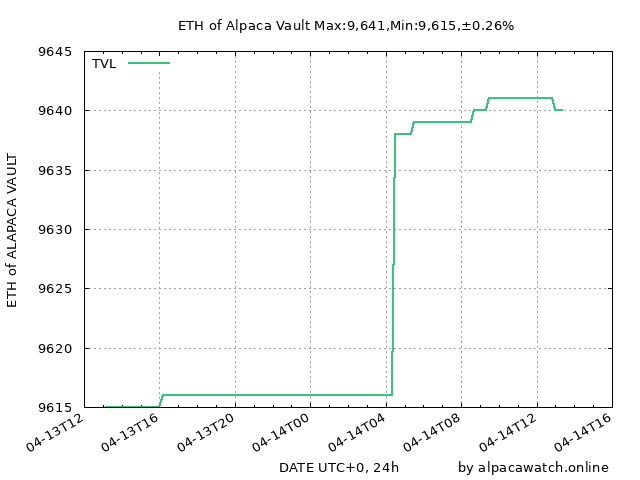 ETH of Alpaca Vault Max:9,641,Min:9,615,±0.26%
TVL
ETH of ALAPACA VAULT
9645
9640
9635
9630
9625
9620
9615
04-13T12
04-13T16
04-13T20
04-14T00
04-14T04
04-14T08
04-14T12
04-14T16
DATE UTC+0, 24h
by alpacawatch.online